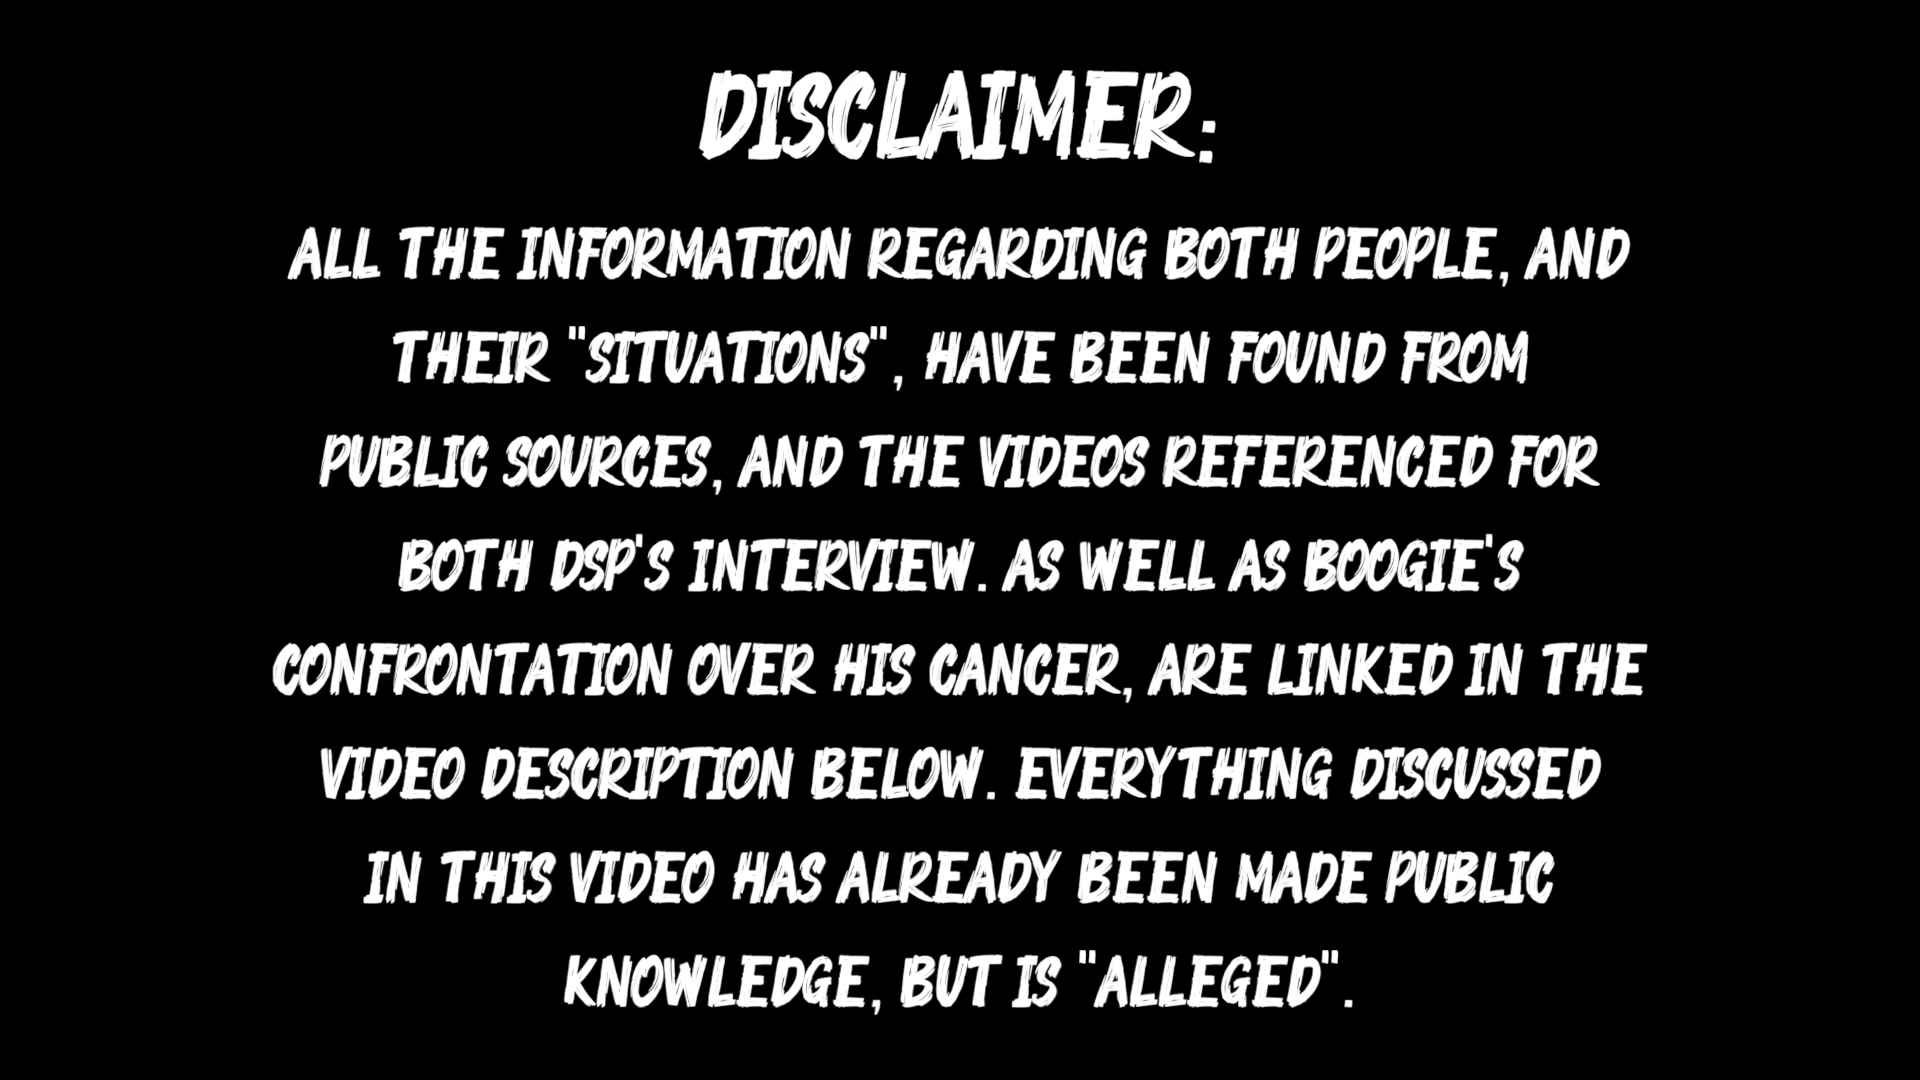 DISCLAIMER:
ALL THE INFORMATION REGARDING BOTH PEOPLE, AND
THEIR "SITUATIONS", HAVE BEEN FOUND FROM
PUBLIC SOURCES, AND THE VIDEOS REFERENCED FOR
BOTH DSP'S INTERVIEW. AS WELL AS BOOGIE'S
CONFRONTATION OVER HIS CANCER, ARE LINKED IN THE
VIDEO DESCRIPTION BELOW. EVERYTHING DISCUSSED
IN THIS VIDEO HAS ALREADY BEEN MADE PUBLIC
KNOWLEDGE, BUT IS "ALLEGED".